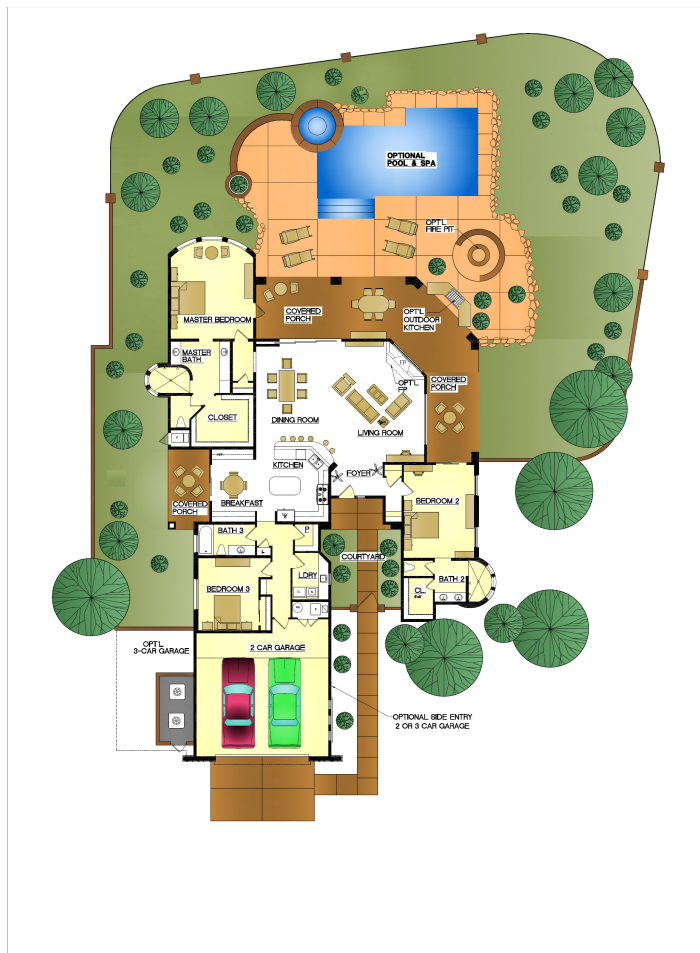 OPTIONAL
POOL & SPA
OPT'L
FIRE PIT
MASTER BEDROOM
COVERED
PORCH
OPT'L
OUTDOOR
KITCHEN
MASTER
BATH
FP
OPT'L
FP
COVERED
PORCH
CLOSET
DINING ROOM
LIVING ROOM
KITCHEN
FOYER
BREAKFAST
COVERED
PORCH
BEDROOM 2
BATH 3
P
L
COURTYARD
LDRY
BATH 2
BEDROOM 3
CL
OPT'L
3-CAR GARAGE
2 CAR GARAGE
OPTIONAL SIDE ENTRY
2 OR 3 CAR GARAGE